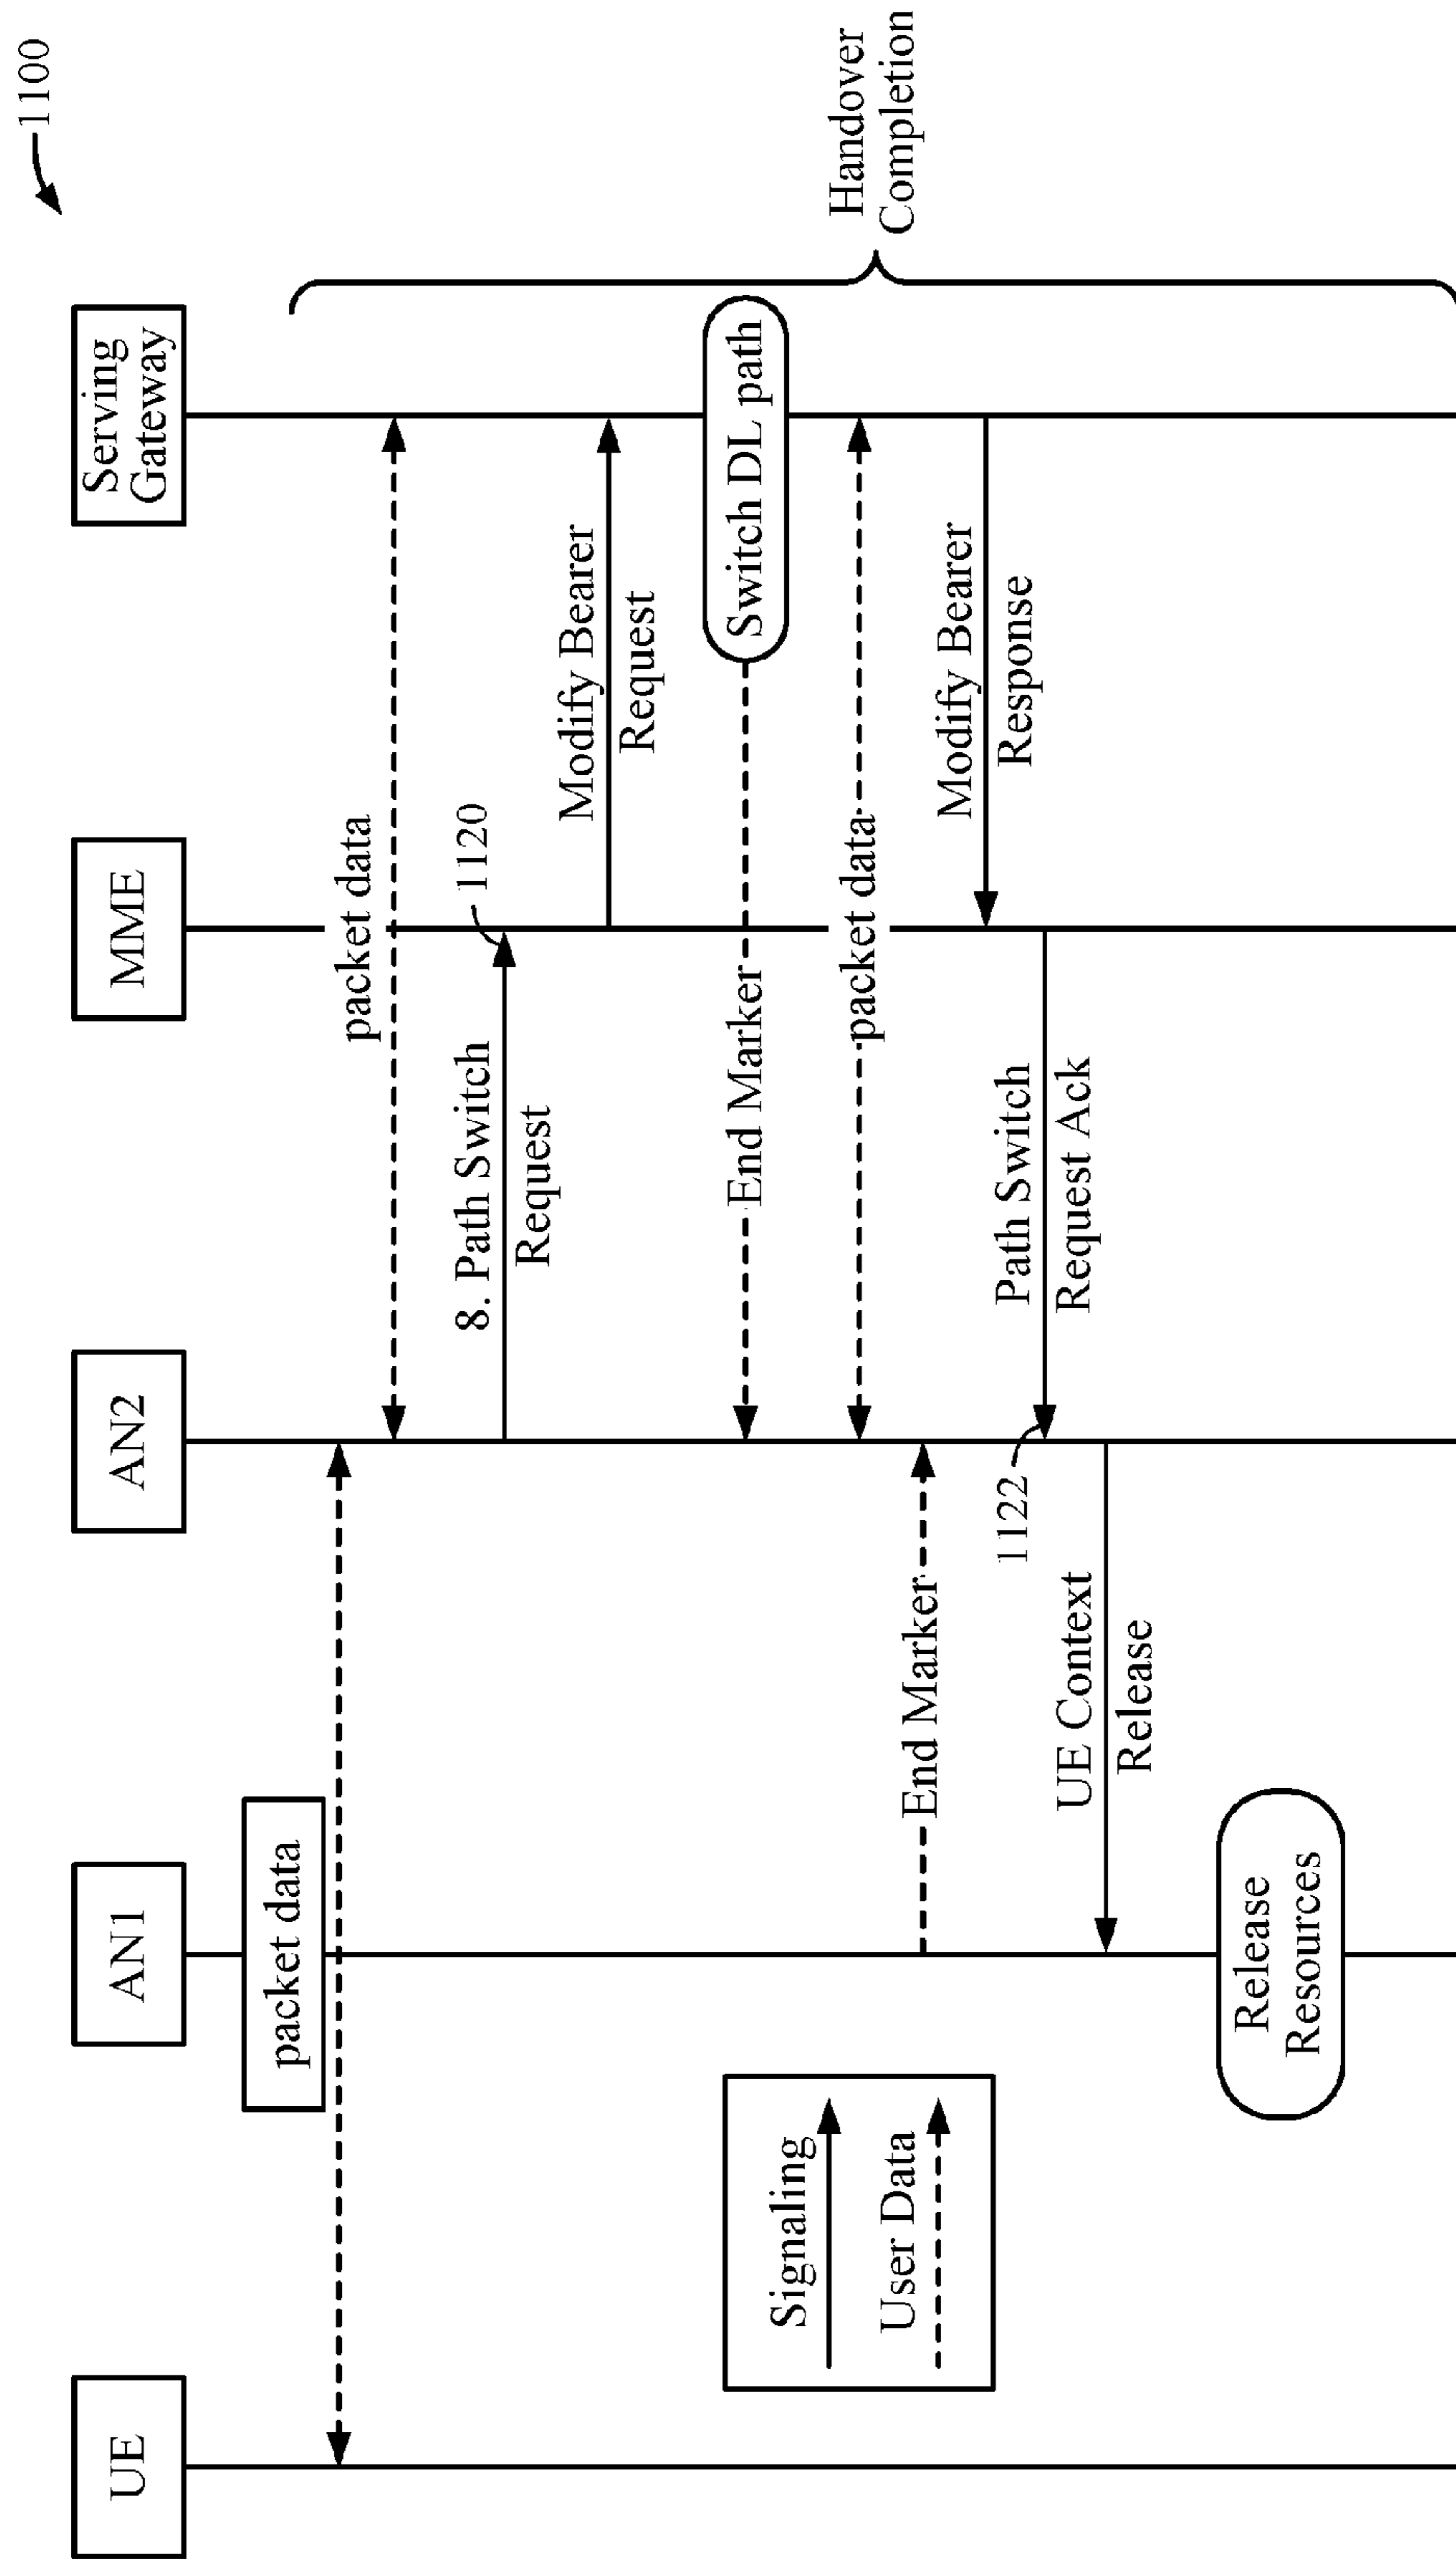 1100
UE
AN1
AN2
MME
Serving
Gateway
packet data
packet data
8. Path Switch
Request
1120
Modify Bearer
Request
Switch DL path
End Marker
packet data
Handover
Completion
Signaling
User Data
End Marker
Modify Bearer
Response
Path Switch
Request Ack
1122
UE Context
Release
Release
Resources